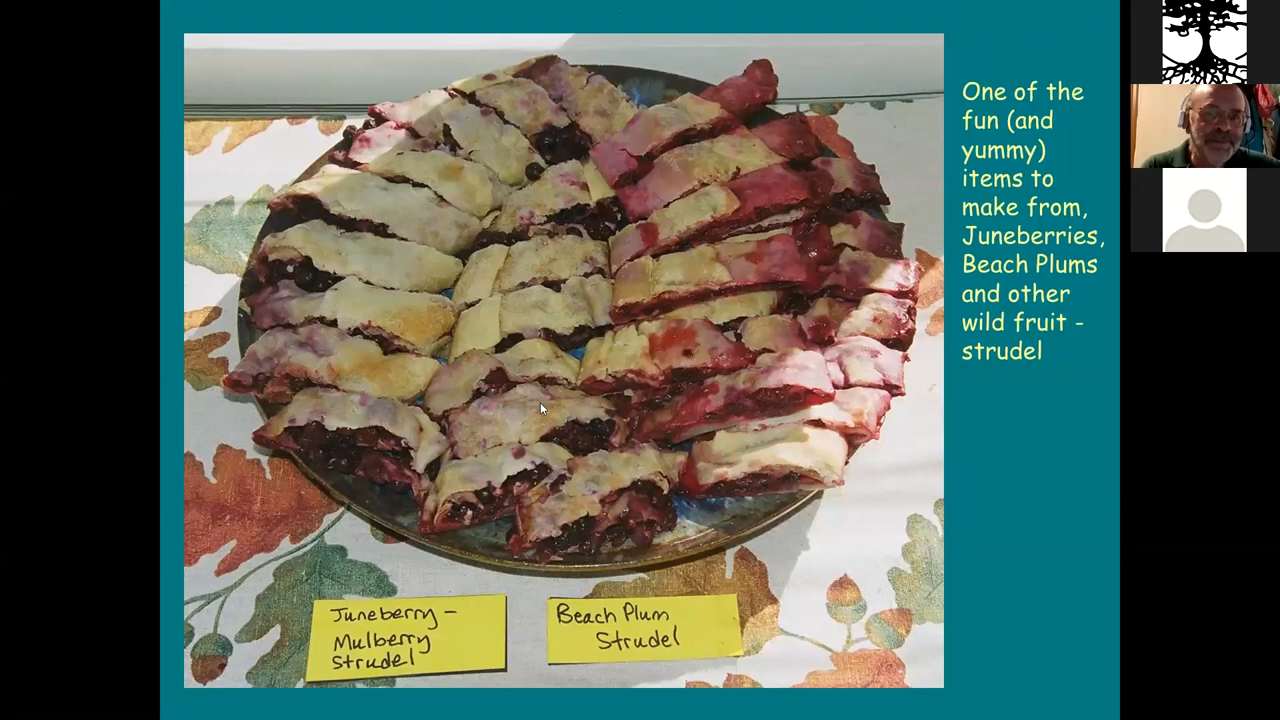 One of the
fun (and
yummy)
items to
make from,
Juneberries,
Beach Plums
and other
wild fruit -
strudel
Juneberry -
Mulberry
Strudel
Beach Plum
Strudel